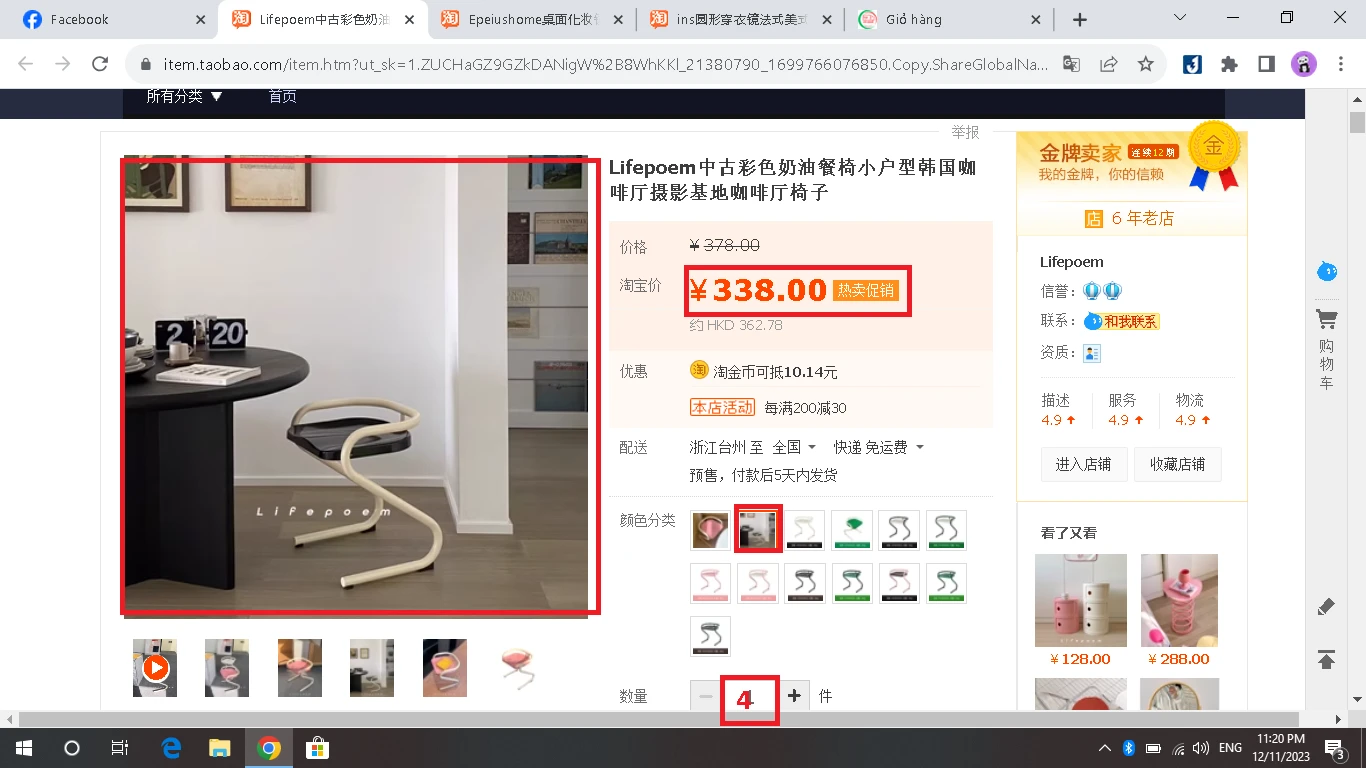 Facebook
Lifepoem中古彩色奶油
Epeiushome桌面化妆
ins圆形穿衣镜法式美式
Giỏ hàng
item.taobao.com/item.htm?ut_sk=1.ZUCHaGZ9GZkDANigW%2B8WhKKl_21380790_1699766076850.Copy.ShareGlobalNa...
所有分类 ▼ 首页
举报
Lifepoem中古彩色奶油餐椅小户型韩国咖
啡厅摄影基地咖啡厅椅子
价格 ¥ 378.00
淘宝价 ¥ 338.00 热卖促销
约 HKD 362.78
优惠 淘 淘金币可抵10.14元
本店活动 每满200减30
配送 浙江台州 至 全国 快递 免运费
预售，付款后5天内发货
颜色分类
数量 − 4 + 件
2 20
Lifepoem
金牌卖家 连续12期 金
我的金牌，你的信赖
店 6 年老店
Lifepoem
信誉：
联系： 和我联系
资质：
描述 服务 物流
4.9 4.9 4.9
进入店铺 收藏店铺
看了又看
¥ 128.00 ¥ 288.00
购
物
车
ENG
11:20 PM
12/11/2023
3